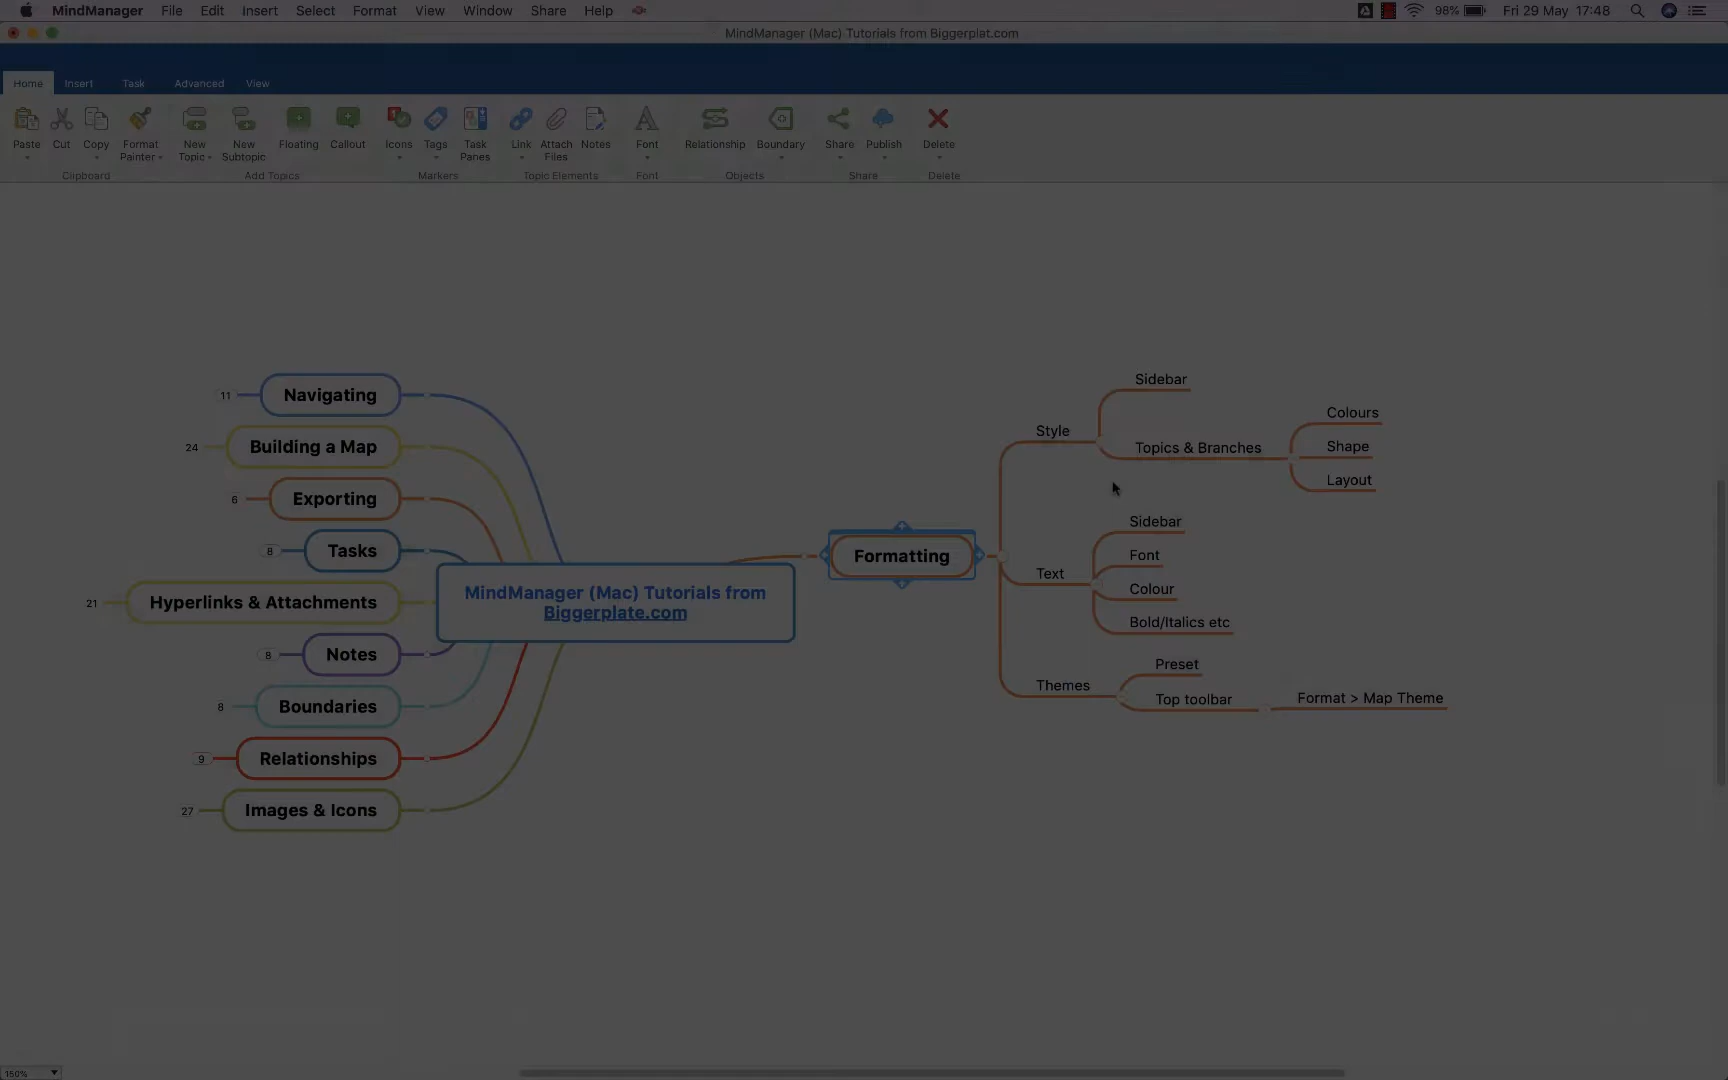 MindManager File Edit Insert Select Format View Window Share Help 98% Fri 29 May 17:48
MindManager (Mac) Tutorials from Biggerplat.com
Home Insert Task Advanced View
Paste Cut Copy Format Painter New Topic New Subtopic Floating Callout Icons Tags Task Panes Link Attach Files Notes Font Relationship Boundary Share Publish Delete
Clipboard Add Topics Markers Topic Elements Font Objects Share Delete
11 Navigating
24 Building a Map
6 Exporting
8 Tasks
21 Hyperlinks & Attachments
8 Notes
8 Boundaries
9 Relationships
27 Images & Icons
MindManager (Mac) Tutorials from
Biggerplate.com
Formatting
Style
Sidebar
Topics & Branches
Colours
Shape
Layout
Text
Sidebar
Font
Colour
Bold/Italics etc
Themes
Preset
Top toolbar
Format > Map Theme
150%